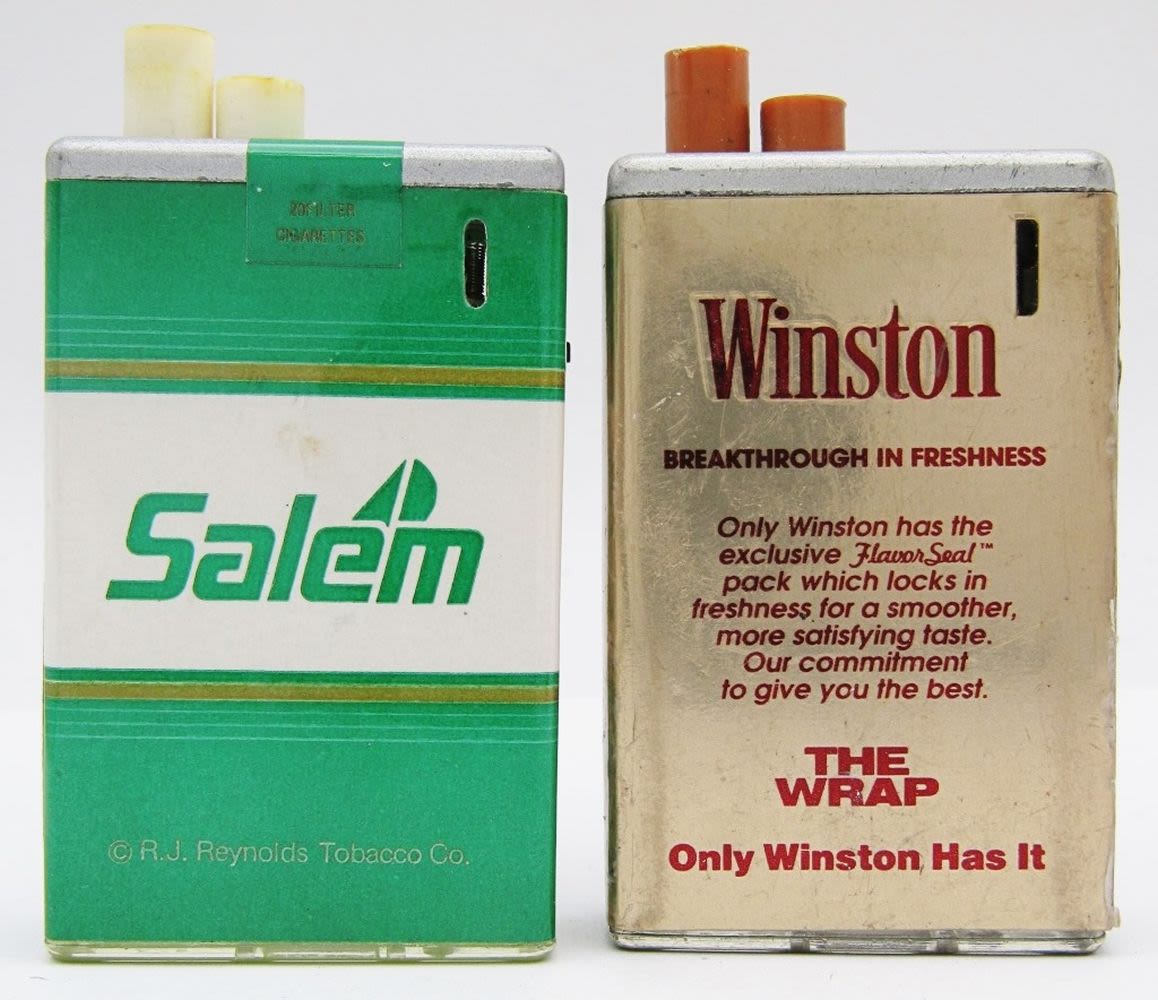 20 FILTER
CIGARETTES
Salem
© R.J. Reynolds Tobacco Co.
Winston
BREAKTHROUGH IN FRESHNESS
Only Winston has the
exclusive Flavor Seal™
pack which locks in
freshness for a smoother,
more satisfying taste.
Our commitment
to give you the best.
THE
WRAP
Only Winston Has It